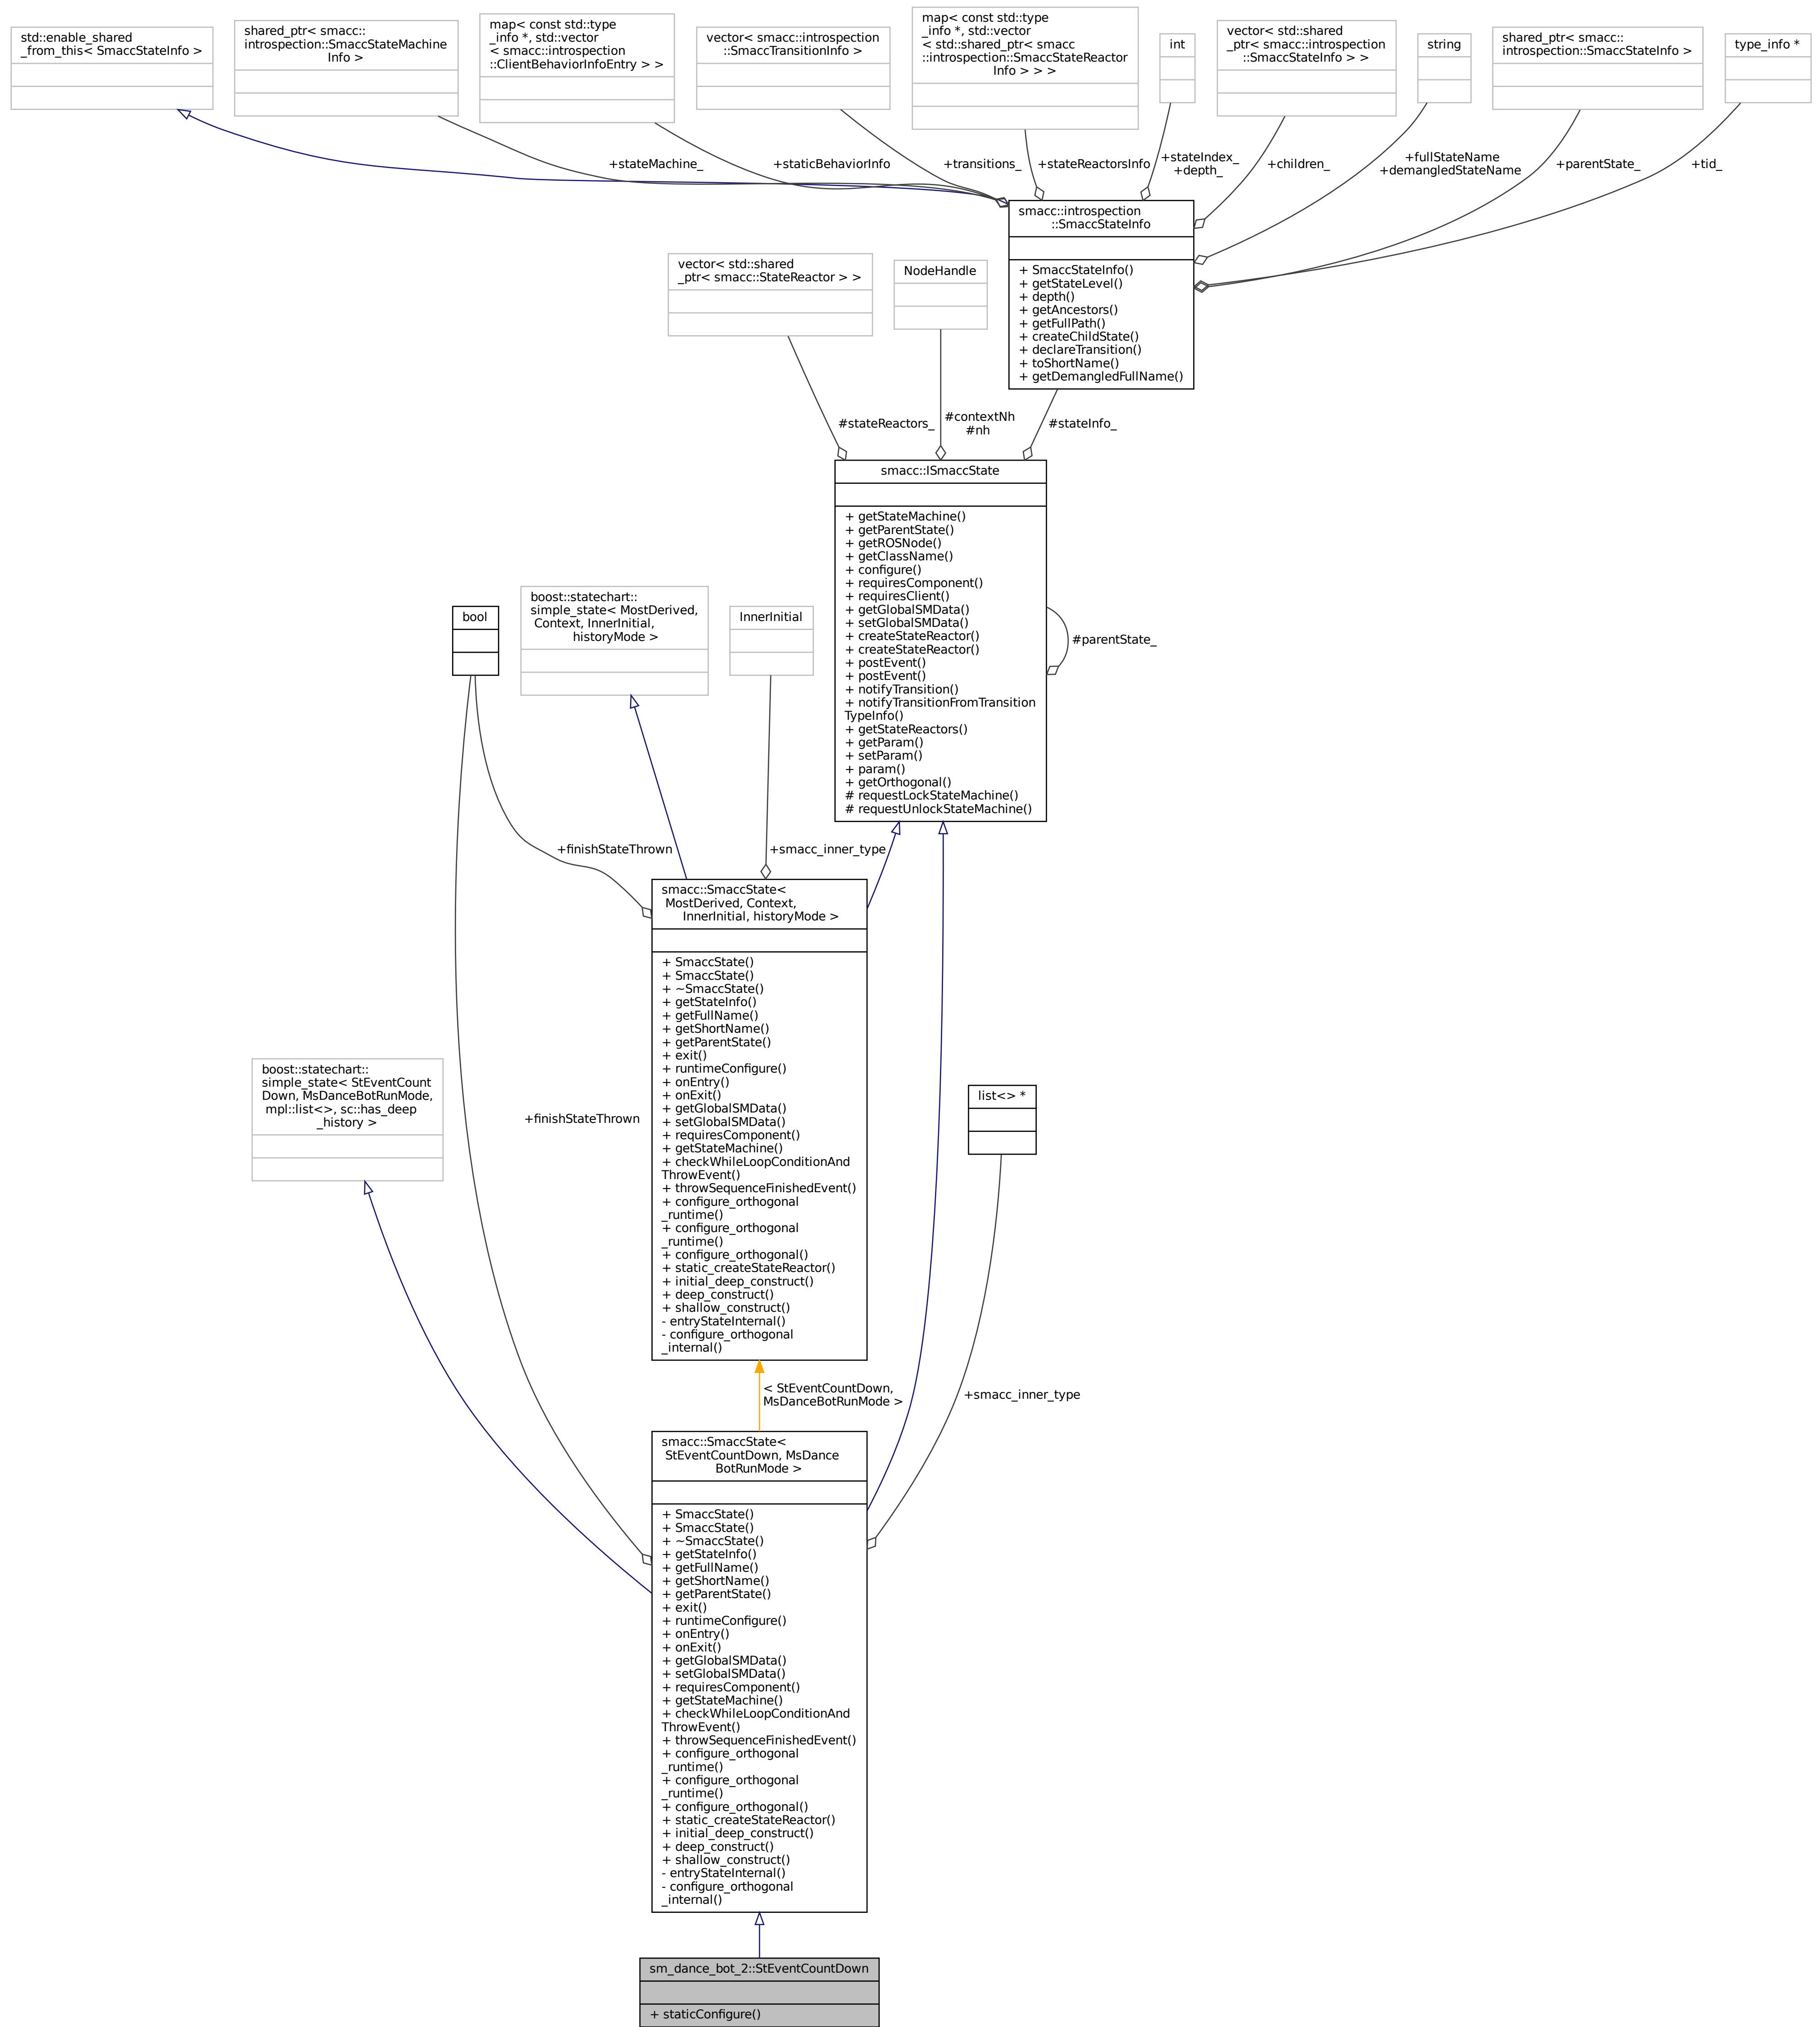 std::enable_shared
_from_this< SmaccStateInfo >
shared_ptr< smacc::
introspection::SmaccStateMachine
Info >
map< const std::type
_info *, std::vector
< smacc::introspection
::ClientBehaviorInfoEntry > >
vector< smacc::introspection
::SmaccTransitionInfo >
map< const std::type
_info *, std::vector
< std::shared_ptr< smacc
::introspection::SmaccStateReactor
Info > > >
int
vector< std::shared
_ptr< smacc::introspection
::SmaccStateInfo > >
string
shared_ptr< smacc::
introspection::SmaccStateInfo >
type_info *
+stateMachine_
+staticBehaviorInfo
+transitions_
+stateReactorsInfo
+stateIndex_
+depth_
+children_
+fullStateName
+demangledStateName
+parentState_
+tid_
smacc::introspection
::SmaccStateInfo
+ SmaccStateInfo()
+ getStateLevel()
+ depth()
+ getAncestors()
+ getFullPath()
+ createChildState()
+ declareTransition()
+ toShortName()
+ getDemangledFullName()
vector< std::shared
_ptr< smacc::StateReactor > >
NodeHandle
#stateReactors_
#contextNh
#nh
#stateInfo_
smacc::ISmaccState
+ getStateMachine()
+ getParentState()
+ getROSNode()
+ getClassName()
+ configure()
+ requiresComponent()
+ requiresClient()
+ getGlobalSMData()
+ setGlobalSMData()
+ createStateReactor()
+ createStateReactor()
+ postEvent()
+ postEvent()
+ notifyTransition()
+ notifyTransitionFromTransition
TypeInfo()
+ getStateReactors()
+ getParam()
+ setParam()
+ param()
+ getOrthogonal()
# requestLockStateMachine()
# requestUnlockStateMachine()
#parentState_
bool
boost::statechart::
simple_state< MostDerived,
Context, InnerInitial,
historyMode >
InnerInitial
+finishStateThrown
+smacc_inner_type
smacc::SmaccState<
MostDerived, Context,
InnerInitial, historyMode >
+ SmaccState()
+ SmaccState()
+ ~SmaccState()
+ getStateInfo()
+ getFullName()
+ getShortName()
+ getParentState()
+ exit()
+ runtimeConfigure()
+ onEntry()
+ onExit()
+ getGlobalSMData()
+ setGlobalSMData()
+ requiresComponent()
+ getStateMachine()
+ checkWhileLoopConditionAnd
ThrowEvent()
+ throwSequenceFinishedEvent()
+ configure_orthogonal
_runtime()
+ configure_orthogonal
_runtime()
+ configure_orthogonal()
+ static_createStateReactor()
+ initial_deep_construct()
+ deep_construct()
+ shallow_construct()
- entryStateInternal()
- configure_orthogonal
_internal()
boost::statechart::
simple_state< StEventCount
Down, MsDanceBotRunMode,
mpl::list<>, sc::has_deep
_history >
+finishStateThrown
list<> *
< StEventCountDown,
MsDanceBotRunMode >
+smacc_inner_type
smacc::SmaccState<
StEventCountDown, MsDance
BotRunMode >
+ SmaccState()
+ SmaccState()
+ ~SmaccState()
+ getStateInfo()
+ getFullName()
+ getShortName()
+ getParentState()
+ exit()
+ runtimeConfigure()
+ onEntry()
+ onExit()
+ getGlobalSMData()
+ setGlobalSMData()
+ requiresComponent()
+ getStateMachine()
+ checkWhileLoopConditionAnd
ThrowEvent()
+ throwSequenceFinishedEvent()
+ configure_orthogonal
_runtime()
+ configure_orthogonal
_runtime()
+ configure_orthogonal()
+ static_createStateReactor()
+ initial_deep_construct()
+ deep_construct()
+ shallow_construct()
- entryStateInternal()
- configure_orthogonal
_internal()
sm_dance_bot_2::StEventCountDown
+ staticConfigure()